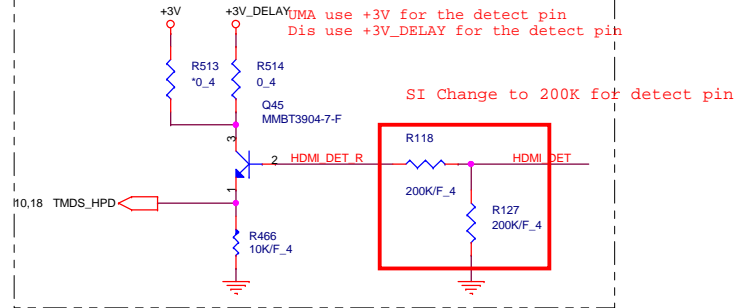 +3V
+3V_DELAY
UMA use +3V for the detect pin
Dis use +3V_DELAY for the detect pin
R513
*0_4
R514
0_4
SI Change to 200K for detect pin
Q45
MMBT3904-7-F
3
2
HDMI_DET_R
R118
HDMI_DET
200K/F_4
1
10,18 TMDS_HPD
R127
200K/F_4
R466
10K/F_4